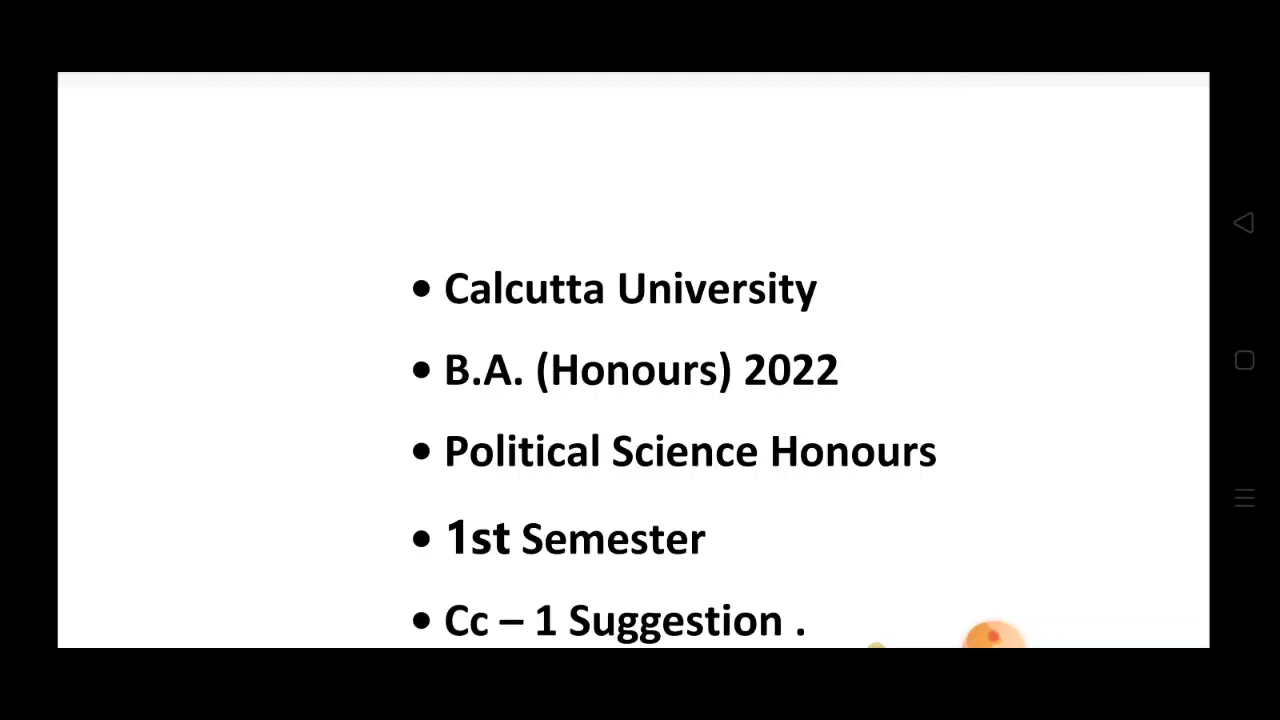 • Calcutta University
• B.A. (Honours) 2022
• Political Science Honours
• 1st Semester
• Cc – 1 Suggestion .